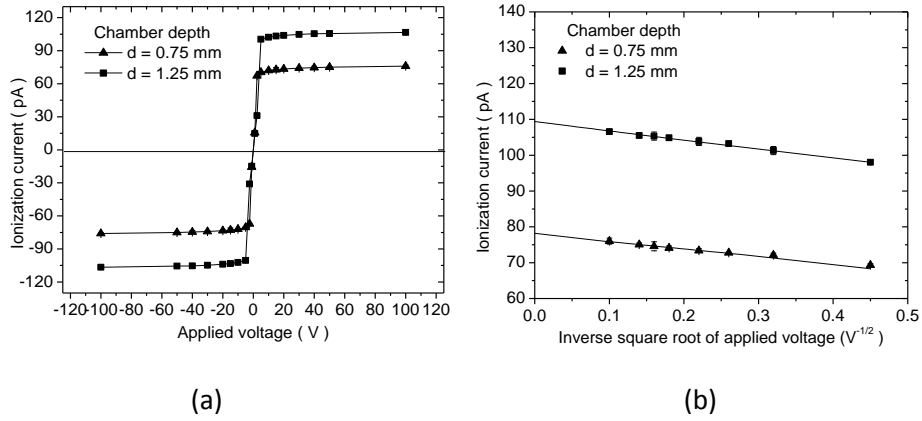 120
90
60
30
0
-30
-60
-90
-120
Ionization current ( pA )
Chamber depth
d = 0.75 mm
d = 1.25 mm
-120-100 -80 -60 -40 -20 0 20 40 60 80 100 120
Applied voltage ( V )
(a)
140
130
120
110
100
90
80
70
60
Ionization current ( pA )
Chamber depth
d = 0.75 mm
d = 1.25 mm
0.0 0.1 0.2 0.3 0.4 0.5
Inverse square root of applied voltage (V-1/2 )
(b)